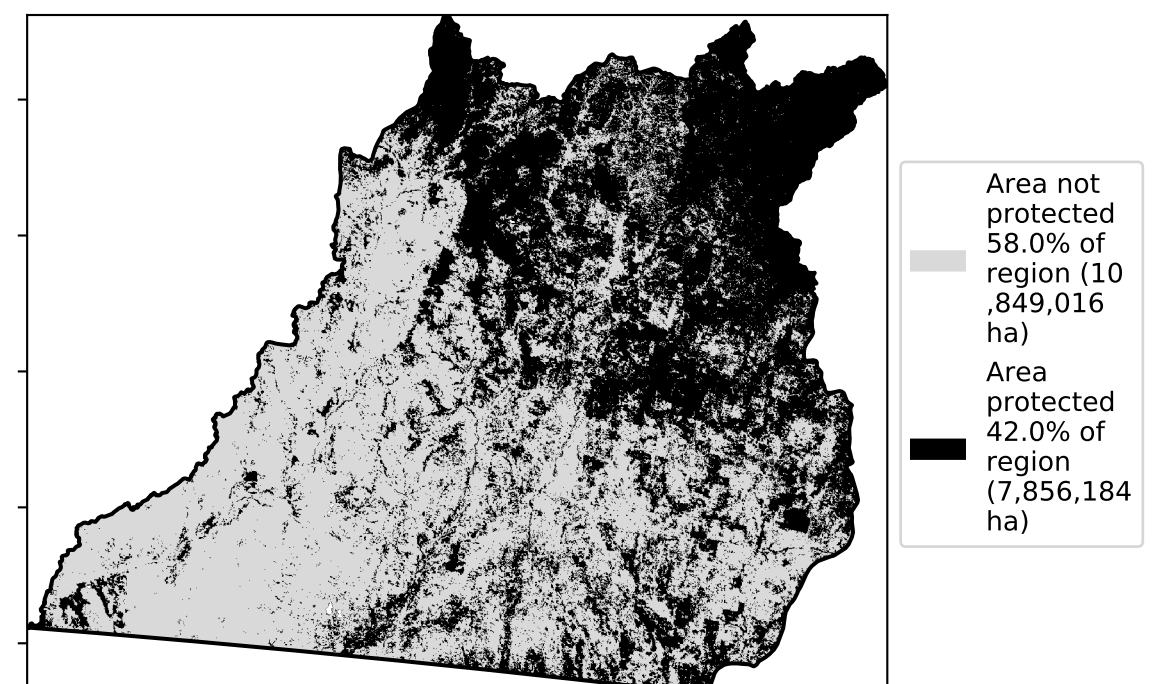 Area not
protected
58.0% of
region (10
,849,016
ha)
Area
protected
42.0% of
region
(7,856,184
ha)